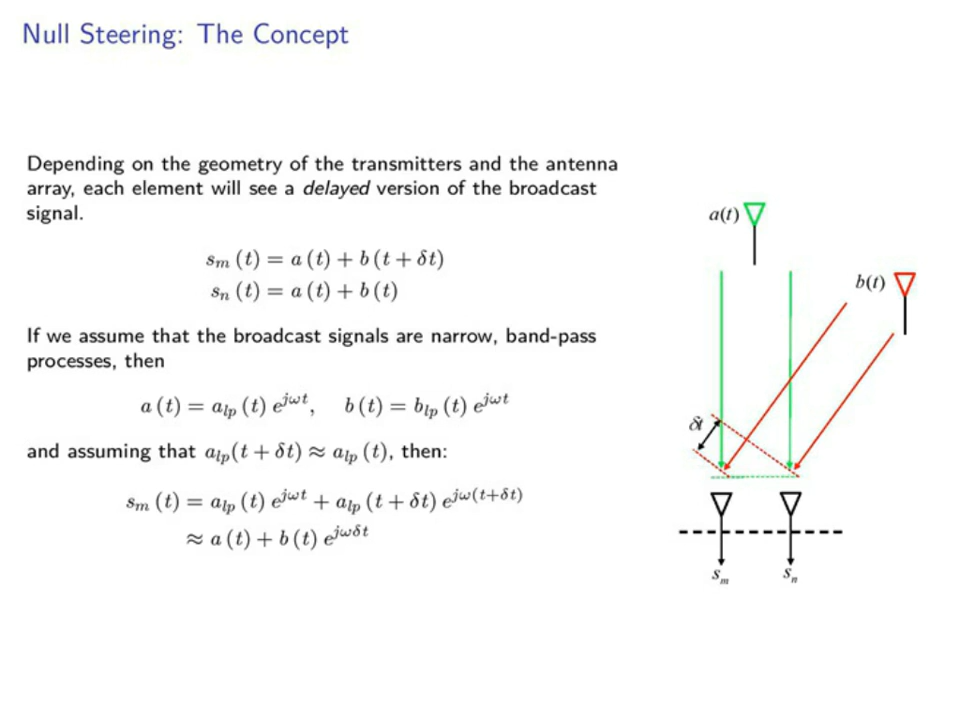 Null Steering: The Concept
Depending on the geometry of the transmitters and the antenna
array, each element will see a delayed version of the broadcast
signal.
s_m (t) = a (t) + b (t + δt)
s_n (t) = a (t) + b (t)
If we assume that the broadcast signals are narrow, band-pass
processes, then
a (t) = a_lp (t) e^{jωt}, b (t) = b_lp (t) e^{jωt}
and assuming that a_lp(t + δt) ≈ a_lp (t), then:
s_m (t) = a_lp (t) e^{jωt} + a_lp (t + δt) e^{jω(t+δt)}
≈ a (t) + b (t) e^{jωδt}
a(t)
b(t)
δt
s_m
s_n